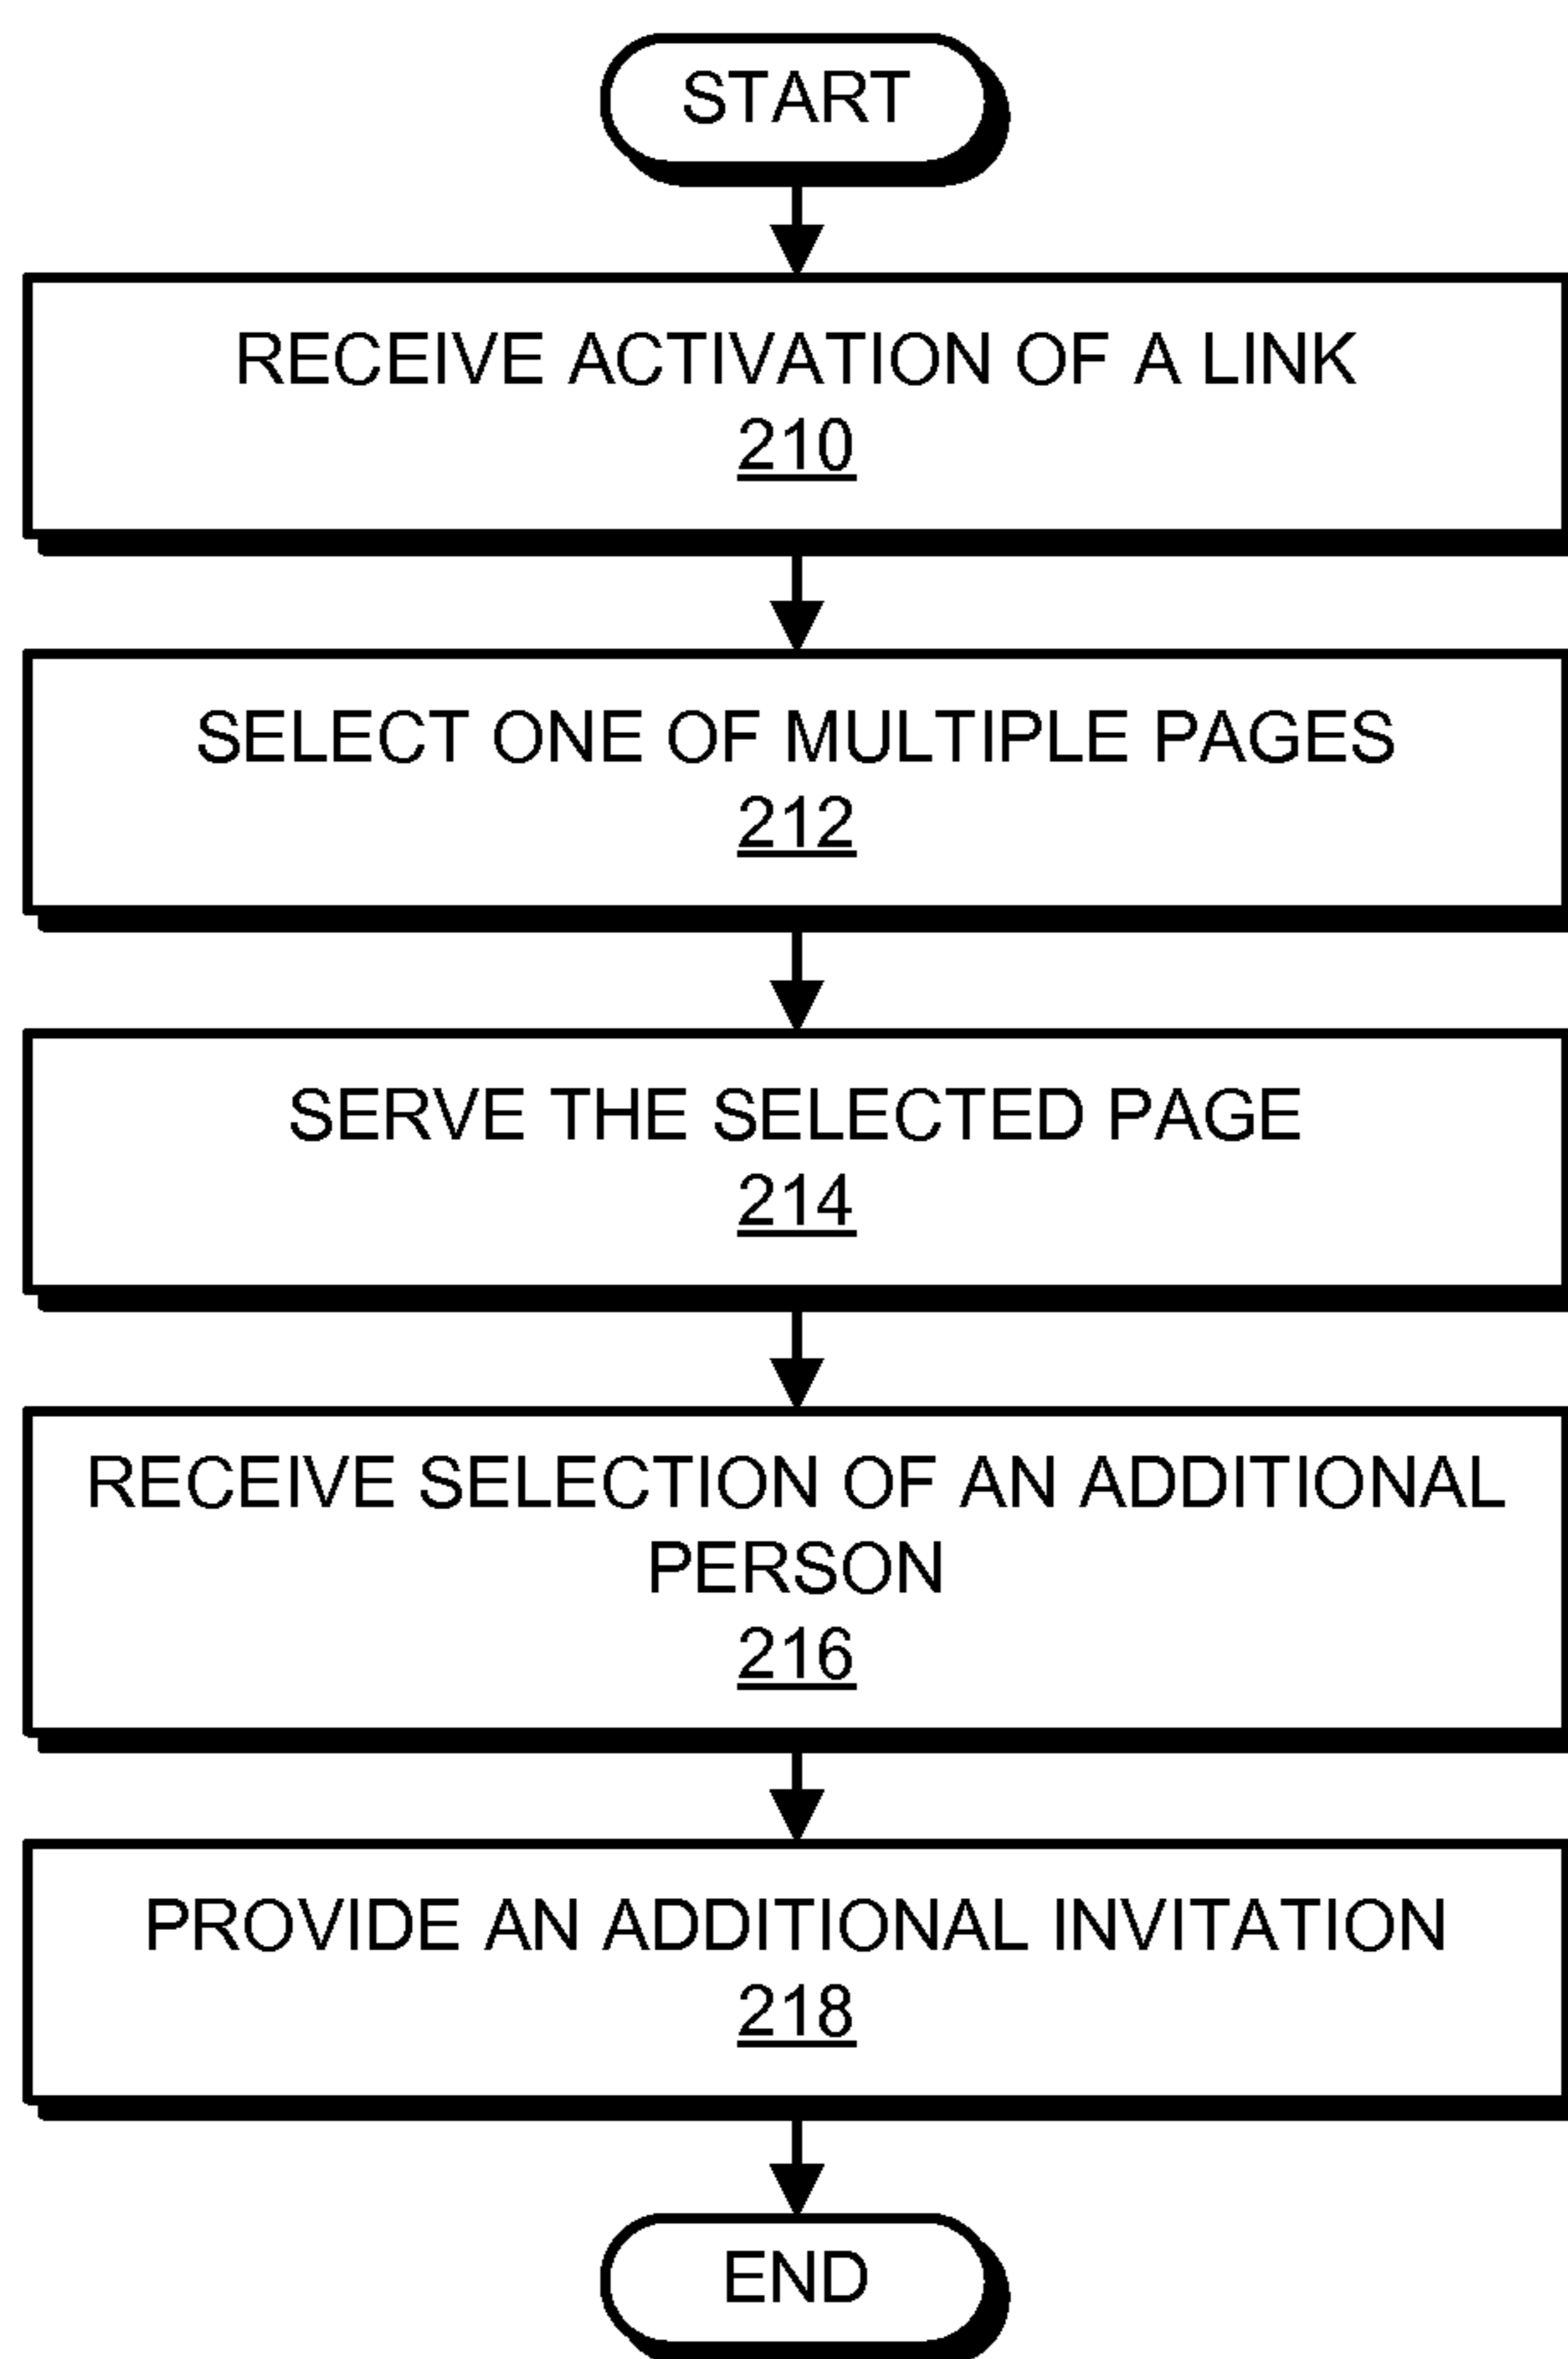 START
RECEIVE ACTIVATION OF A LINK
210
SELECT ONE OF MULTIPLE PAGES
212
SERVE THE SELECTED PAGE
214
RECEIVE SELECTION OF AN ADDITIONAL
PERSON
216
PROVIDE AN ADDITIONAL INVITATION
218
END